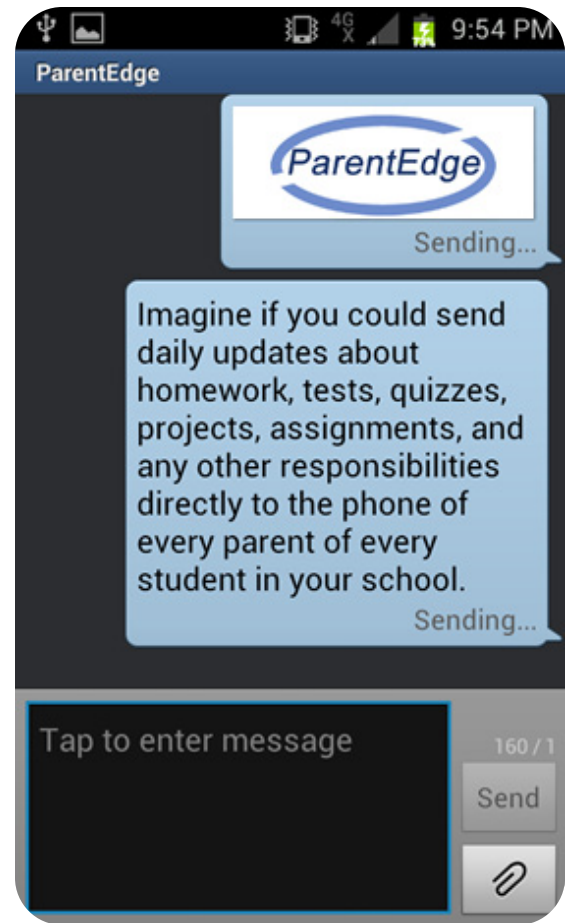 4G
X
73%
9:54 PM
ParentEdge
ParentEdge
Sending...
Imagine if you could send
daily updates about
homework, tests, quizzes,
projects, assignments, and
any other responsibilities
directly to the phone of
every parent of every
student in your school.
Sending...
Tap to enter message
160 / 1
Send